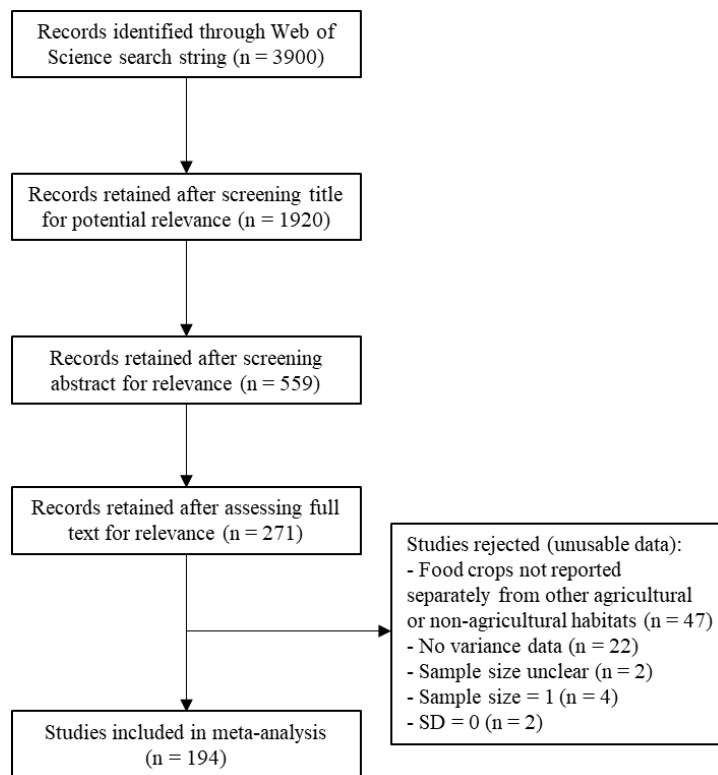 Records identified through Web of
Science search string (n = 3900)
Records retained after screening title
for potential relevance (n = 1920)
Records retained after screening
abstract for relevance (n = 559)
Records retained after assessing full
text for relevance (n = 271)
Studies rejected (unusable data):
- Food crops not reported
separately from other agricultural
or non-agricultural habitats (n = 47)
- No variance data (n = 22)
- Sample size unclear (n = 2)
- Sample size = 1 (n = 4)
- SD = 0 (n = 2)
Studies included in meta-analysis
(n = 194)